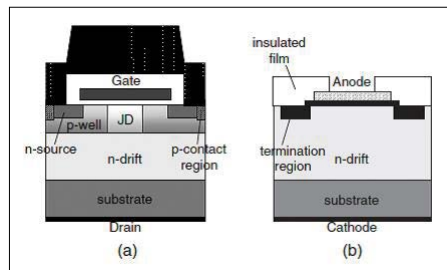 Gate
JD
p-well
n-source
p-contact
region
n-drift
substrate
Drain
(a)
insulated
film
Anode
termination
region
n-drift
substrate
Cathode
(b)